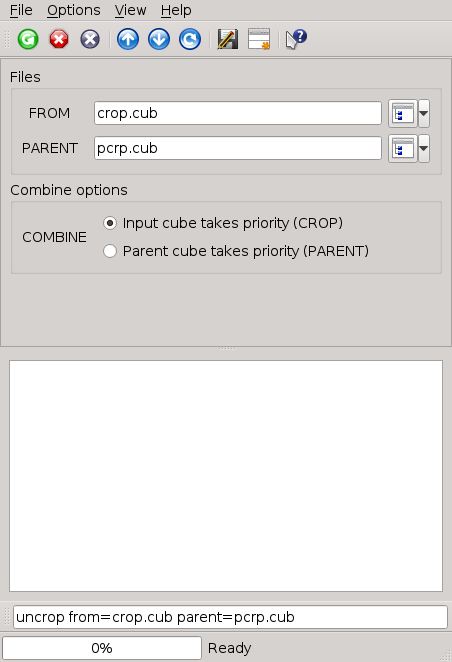 File Options View Help
Files
FROM crop.cub
PARENT pcrp.cub
Combine options
COMBINE
Input cube takes priority (CROP)
Parent cube takes priority (PARENT)
uncrop from=crop.cub parent=pcrp.cub
0% Ready